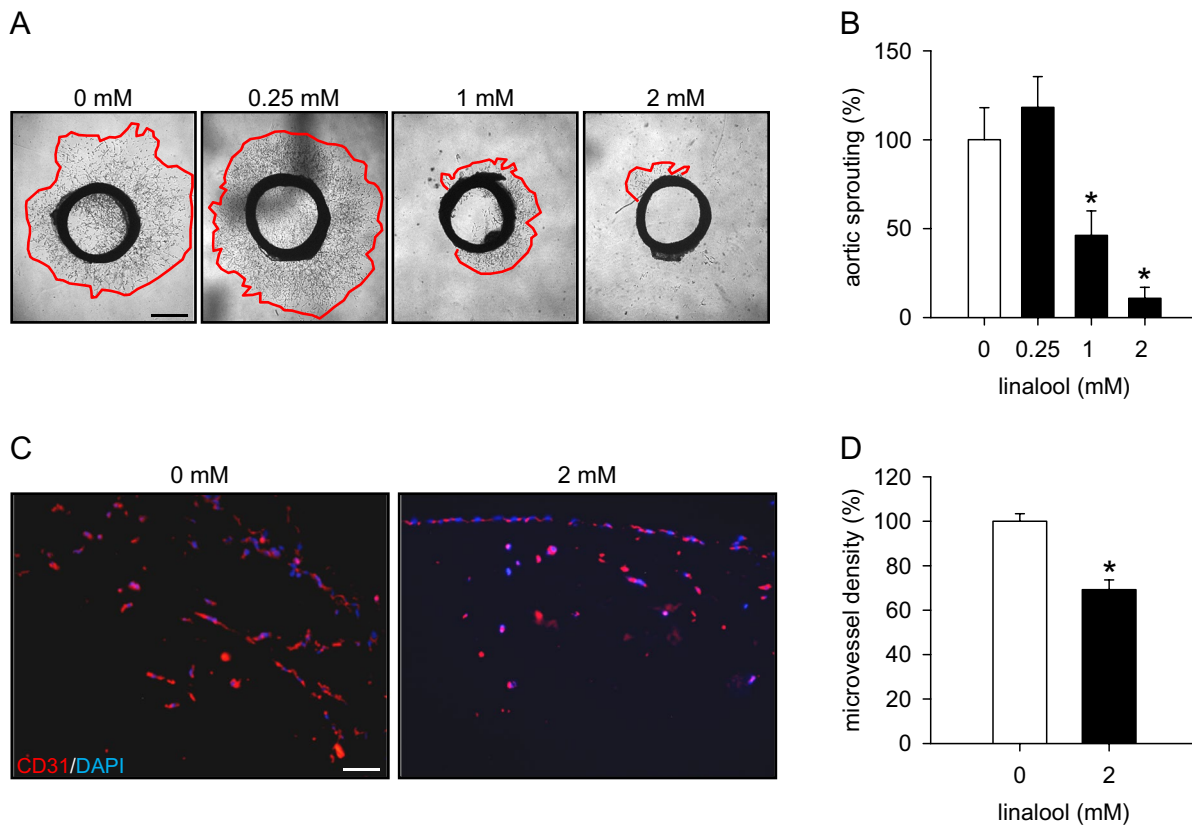 A
0 mM
0.25 mM
1 mM
2 mM
B
aortic sprouting (%)
150
100
50
0
*
*
0
0.25
1
2
linalool (mM)
C
0 mM
2 mM
CD31/DAPI
D
microvessel density (%)
120
100
80
60
40
20
0
*
0
2
linalool (mM)